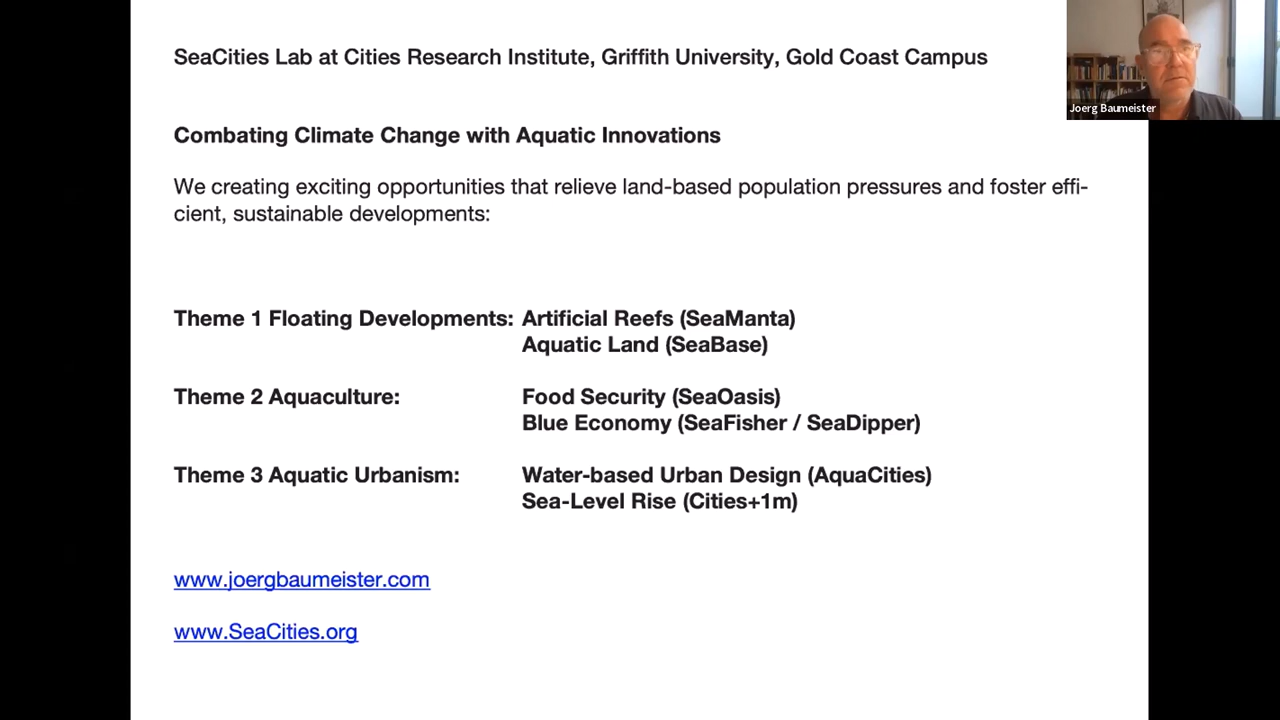 SeaCities Lab at Cities Research Institute, Griffith University, Gold Coast Campus
Joerg Baumeister
Combating Climate Change with Aquatic Innovations
We creating exciting opportunities that relieve land-based population pressures and foster effi-
cient, sustainable developments:
Theme 1 Floating Developments: Artificial Reefs (SeaManta)
Aquatic Land (SeaBase)
Theme 2 Aquaculture: Food Security (SeaOasis)
Blue Economy (SeaFisher / SeaDipper)
Theme 3 Aquatic Urbanism: Water-based Urban Design (AquaCities)
Sea-Level Rise (Cities+1m)
www.joergbaumeister.com
www.SeaCities.org